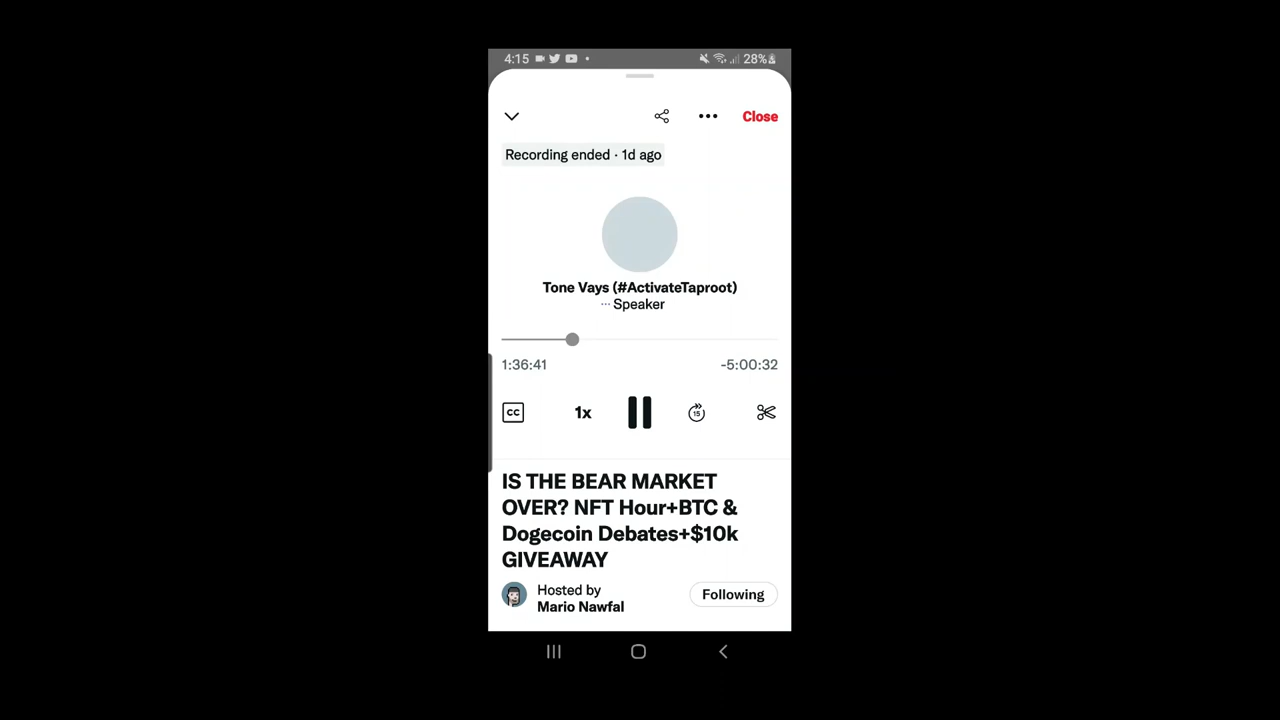 4:15
28%
Close
Recording ended · 1d ago
Tone Vays (#ActivateTaproot)
Speaker
1:36:41
-5:00:32
CC
1x
15
IS THE BEAR MARKET
OVER? NFT Hour+BTC &
Dogecoin Debates+$10k
GIVEAWAY
Hosted by
Mario Nawfal
Following